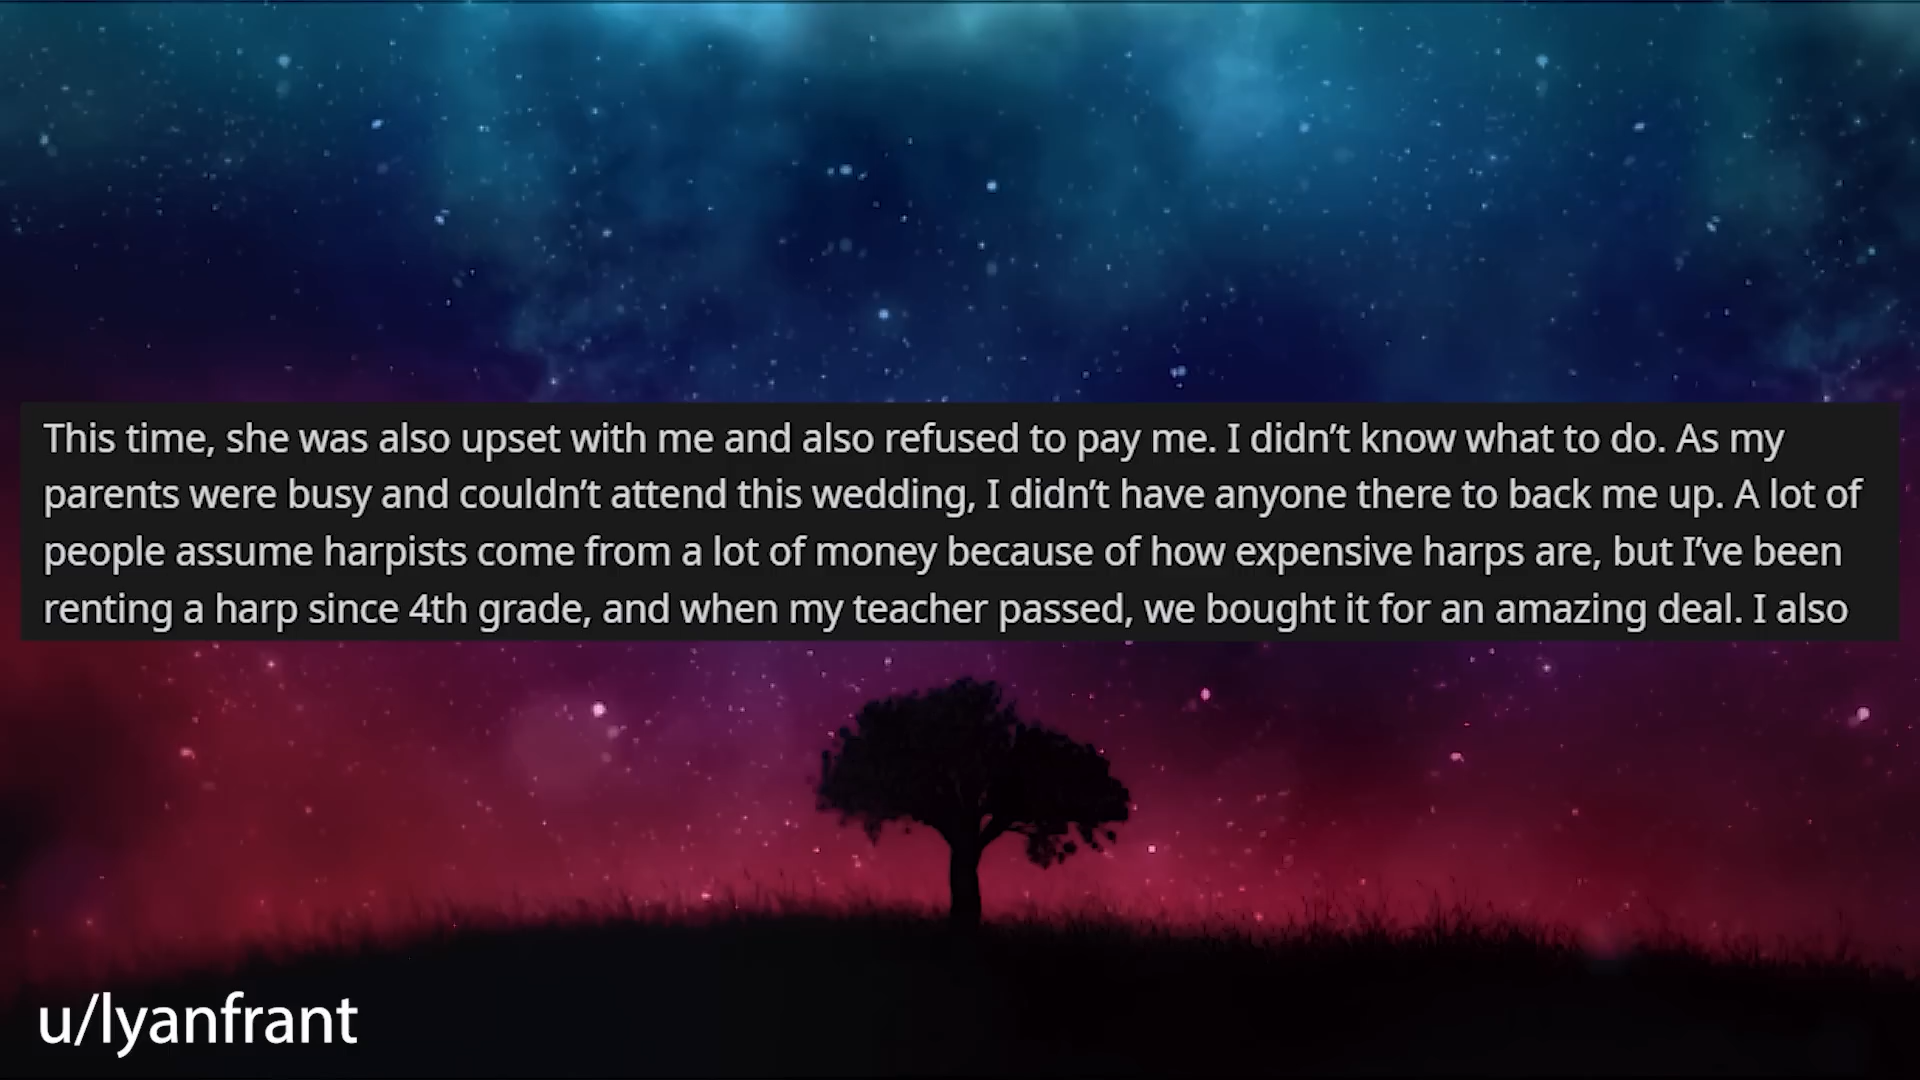 This time, she was also upset with me and also refused to pay me. I didn’t know what to do. As my
parents were busy and couldn’t attend this wedding, I didn’t have anyone there to back me up. A lot of
people assume harpists come from a lot of money because of how expensive harps are, but I’ve been
renting a harp since 4th grade, and when my teacher passed, we bought it for an amazing deal. I also
u/lyanfrant